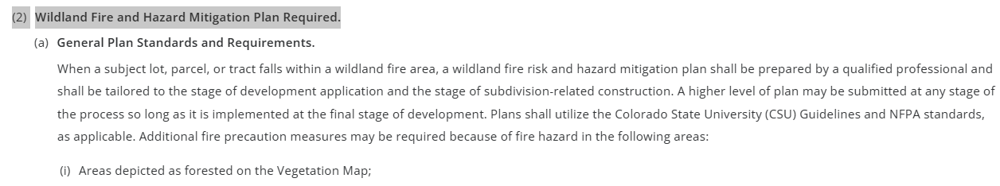 (2) Wildland Fire and Hazard Mitigation Plan Required.
(a) General Plan Standards and Requirements.
When a subject lot, parcel, or tract falls within a wildland fire area, a wildland fire risk and hazard mitigation plan shall be prepared by a qualified professional and
shall be tailored to the stage of development application and the stage of subdivision-related construction. A higher level of plan may be submitted at any stage of
the process so long as it is implemented at the final stage of development. Plans shall utilize the Colorado State University (CSU) Guidelines and NFPA standards,
as applicable. Additional fire precaution measures may be required because of fire hazard in the following areas:
(i) Areas depicted as forested on the Vegetation Map;